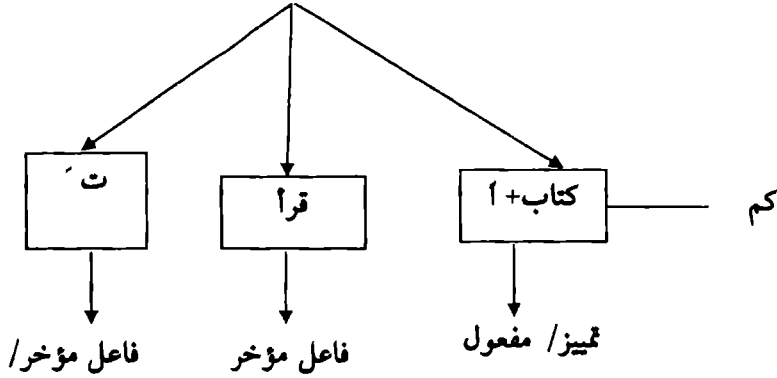 كم
كتاب+ اً
قرأ
تَ
تمييز/ مفعول
فاعل مؤخر
فاعل مؤخر/